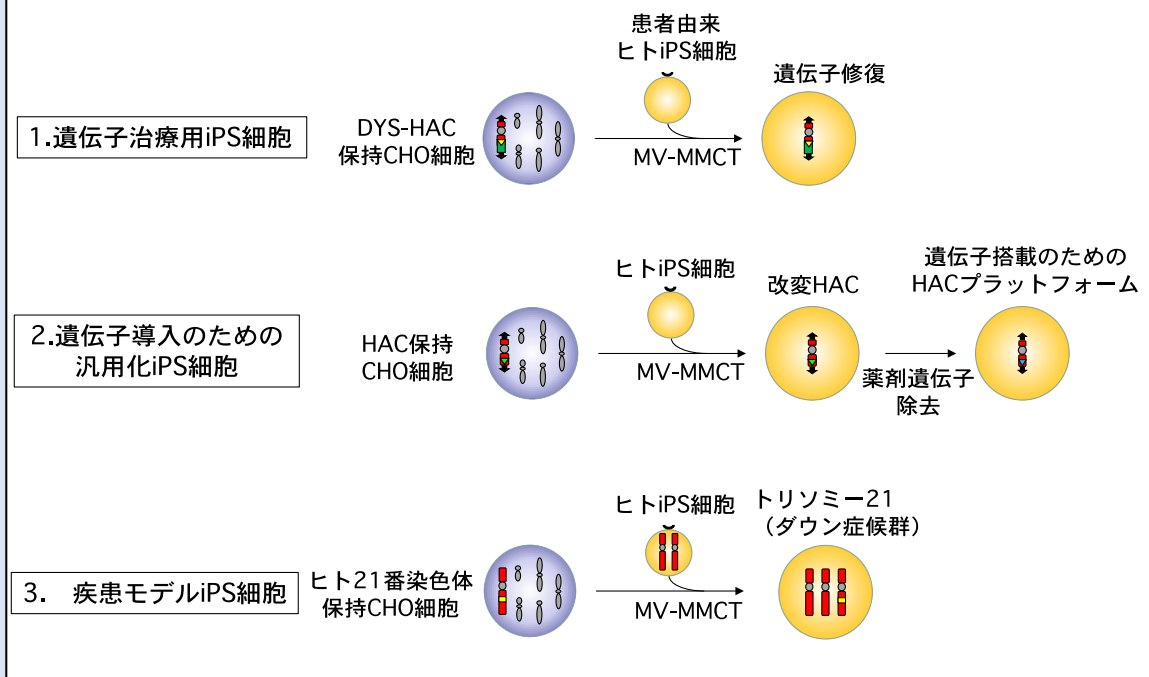 患者由来
ヒトiPS細胞
遺伝子修復
1.遺伝子治療用iPS細胞
DYS-HAC
保持CHO細胞
MV-MMCT
遺伝子搭載のための
HACプラットフォーム
ヒトiPS細胞
改変HAC
2.遺伝子導入のための
汎用化iPS細胞
HAC保持
CHO細胞
MV-MMCT
薬剤遺伝子
除去
ヒトiPS細胞
トリソミー21
（ダウン症候群）
3.　疾患モデルiPS細胞
ヒト21番染色体
保持CHO細胞
MV-MMCT